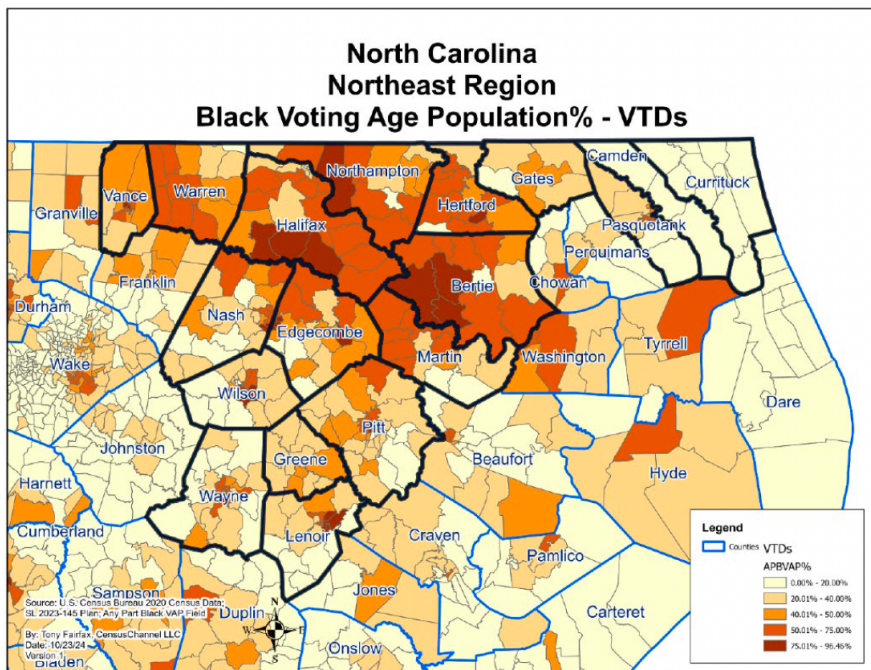 North Carolina
Northeast Region
Black Voting Age Population% - VTDs
Camden
Northampton
Currituck
Gates
Vance
Warren
Hertford
Granville
Halifax
Pasquotank
Perquimans
Bertie
Chowan
Franklin
Durham
Nash
Edgecombe
Tyrrell
Martin
Washington
Wake
Wilson
Dare
Pitt
Johnston
Beaufort
Greene
Hyde
Harnett
Wayne
Cumberland
Lenoir
Craven
Pamlico
Jones
Sampson
Duplin
Carteret
Onslow
Bladen
Source: U.S. Census Bureau 2020 Census Data;
SL 2023-145 Plan; Any Part Black VAP Field
By: Tony Fairfax, CensusChannel LLC
Date: 10/23/24
Version 1
N
W E
S
Legend
Counties VTDs
APBVAP%
0.00% - 20.00%
20.01% - 40.00%
40.01% - 50.00%
50.01% - 75.00%
75.01% - 96.46%